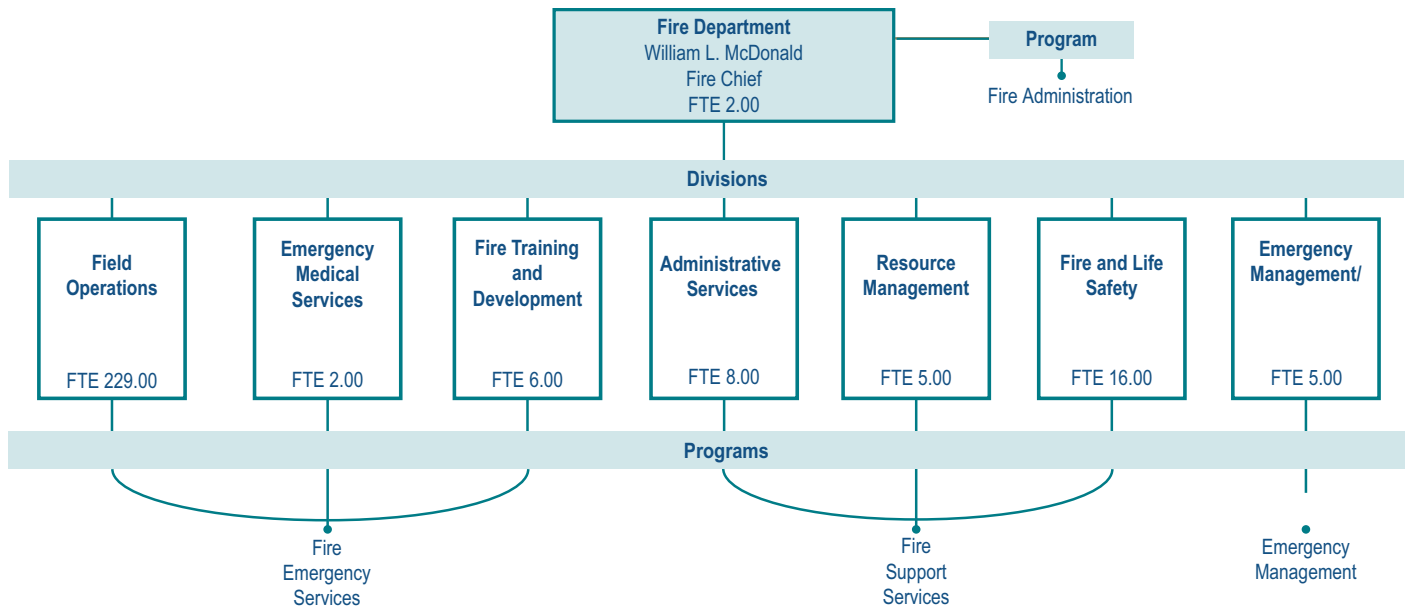 Fire Department
William L. McDonald
Fire Chief
FTE 2.00
Program
Fire Administration
Divisions
Field
Operations
FTE 229.00
Emergency
Medical
Services
FTE 2.00
Fire Training
and
Development
FTE 6.00
Administrative
Services
FTE 8.00
Resource
Management
FTE 5.00
Fire and Life
Safety
FTE 16.00
Emergency
Management/
FTE 5.00
Programs
Fire
Emergency
Services
Fire
Support
Services
Emergency
Management